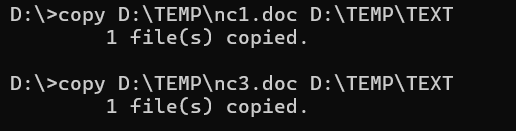 D:\>copy D:\TEMP\nc1.doc D:\TEMP\TEXT
1 file(s) copied.
D:\>copy D:\TEMP\nc3.doc D:\TEMP\TEXT
1 file(s) copied.